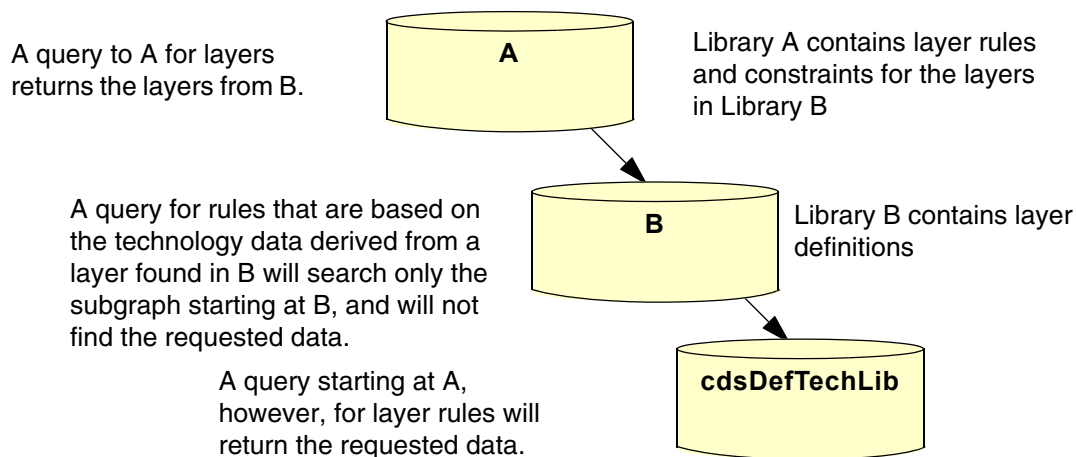 A query to A for layers
returns the layers from B.
A
Library A contains layer rules
and constraints for the layers
in Library B
A query for rules that are based on
the technology data derived from a
layer found in B will search only the
subgraph starting at B, and will not
find the requested data.
B
Library B contains layer
definitions
A query starting at A,
however, for layer rules will
return the requested data.
cdsDefTechLib